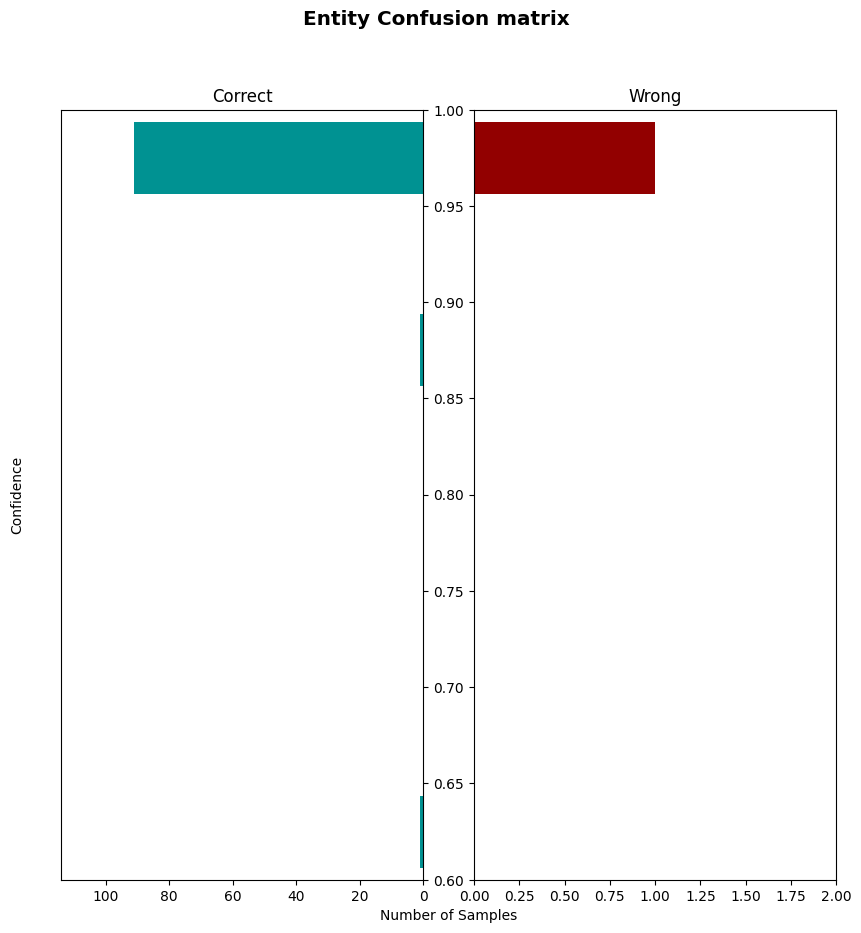 Entity Confusion matrix
Correct
Wrong
1.00
0.95
0.90
0.85
0.80
0.75
0.70
0.65
0.60
Confidence
100 80 60 40 20 0
0.00 0.25 0.50 0.75 1.00 1.25 1.50 1.75 2.00
Number of Samples